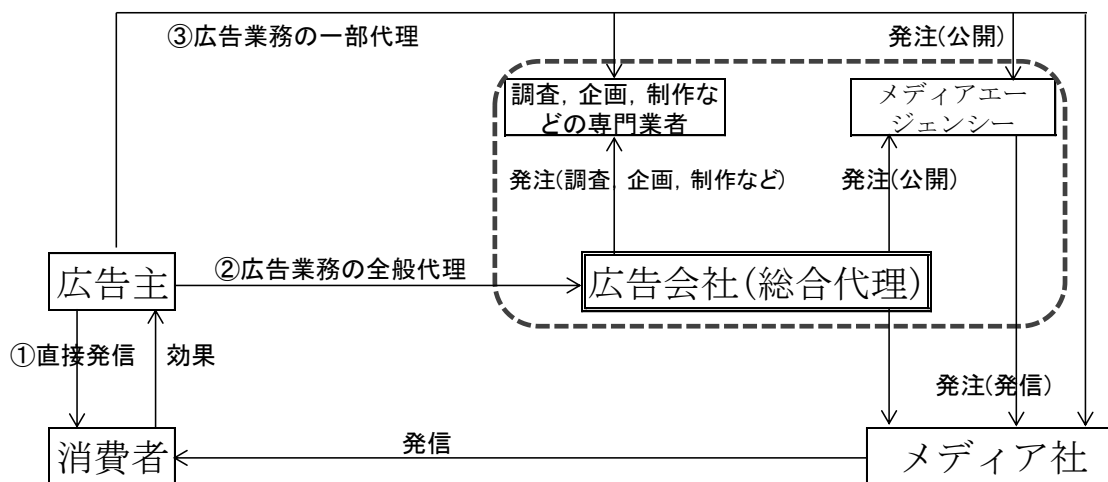 ③広告業務の一部代理
発注(公開)
調査, 企画, 制作な
どの専門業者
メディアエー
ジェンシー
発注(調査, 企画, 制作など)
発注(公開)
②広告業務の全般代理
広告主
広告会社(総合代理)
①直接発信
効果
発注(発信)
消費者
発信
メディア社